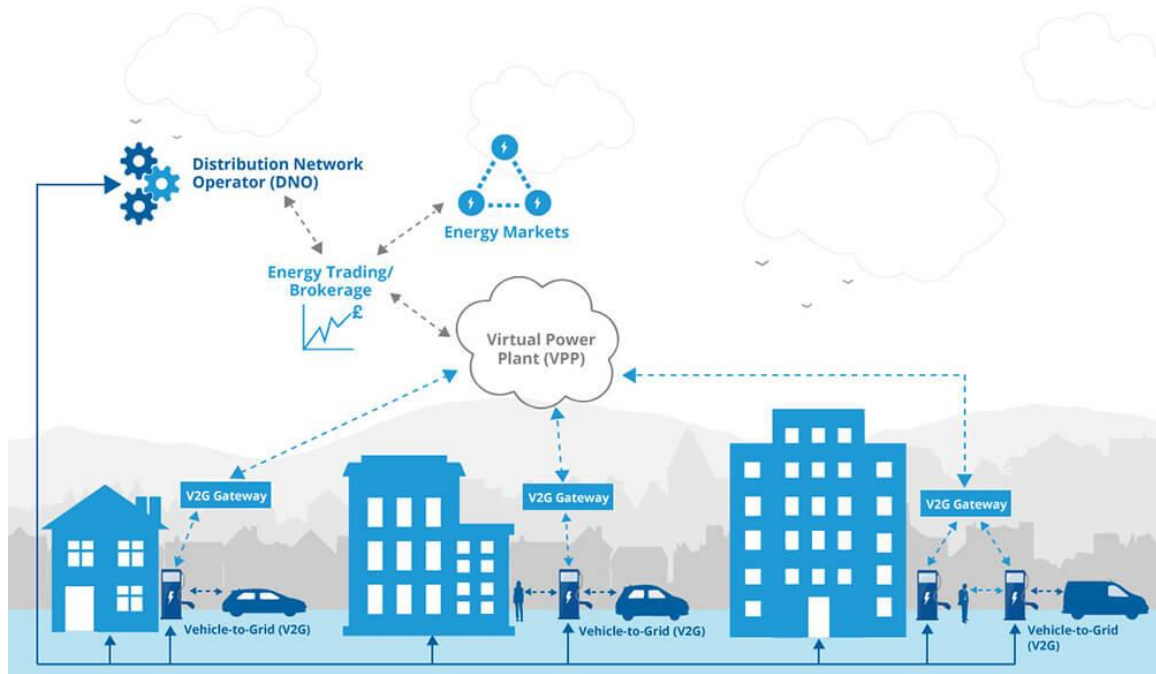 Distribution Network
Operator (DNO)
Energy Markets
Energy Trading/
Brokerage
£
Virtual Power
Plant (VPP)
V2G Gateway
V2G Gateway
V2G Gateway
Vehicle-to-Grid (V2G)
Vehicle-to-Grid (V2G)
Vehicle-to-Grid
(V2G)